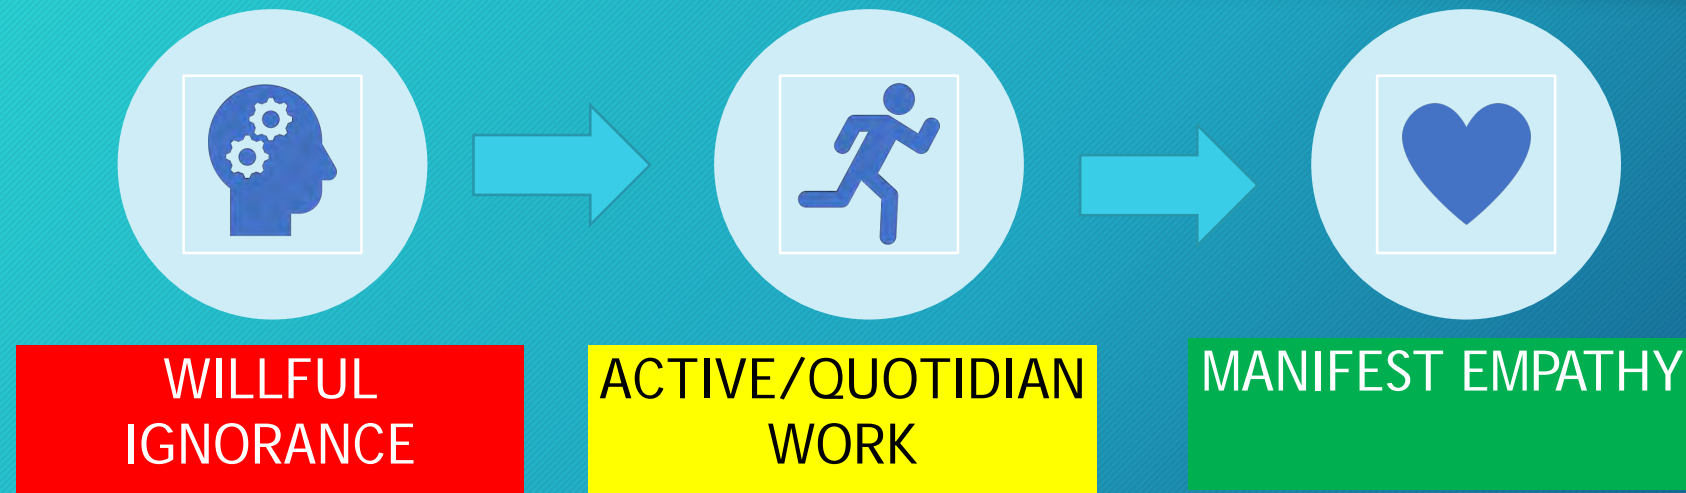 WILLFUL
IGNORANCE
ACTIVE/QUOTIDIAN
WORK
MANIFEST EMPATHY